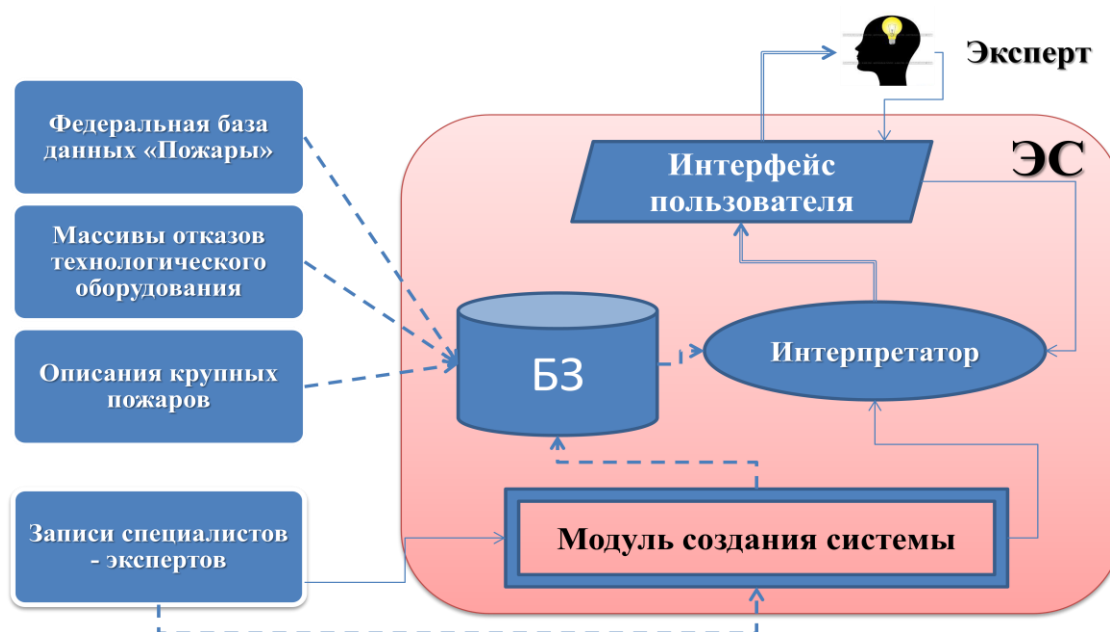 Эксперт
ЭС
Федеральная база
данных «Пожары»
Интерфейс
пользователя
Массивы отказов
технологического
оборудования
Описания крупных
пожаров
БЗ
Интерпретатор
Записи специалистов
- экспертов
Модуль создания системы